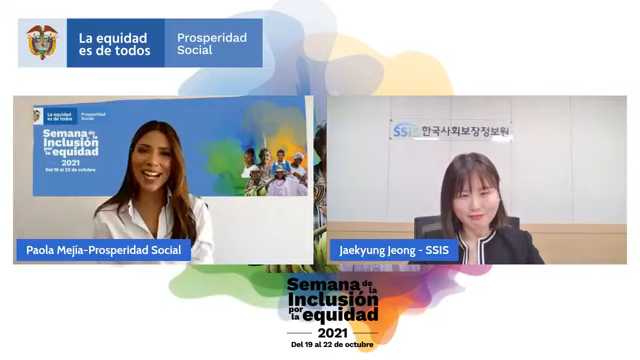 La equidad
es de todos
Prosperidad
Social
La equidad
es de todos
Prosperidad
Social
Semana de la
Inclusión
por la equidad
2021
Del 19 al 22 de octubre
Paola Mejía-Prosperidad Social
SSiS 한국사회보장정보원
Jaekyung Jeong - SSIS
Semana de la
Inclusión
por la equidad
2021
Del 19 al 22 de octubre